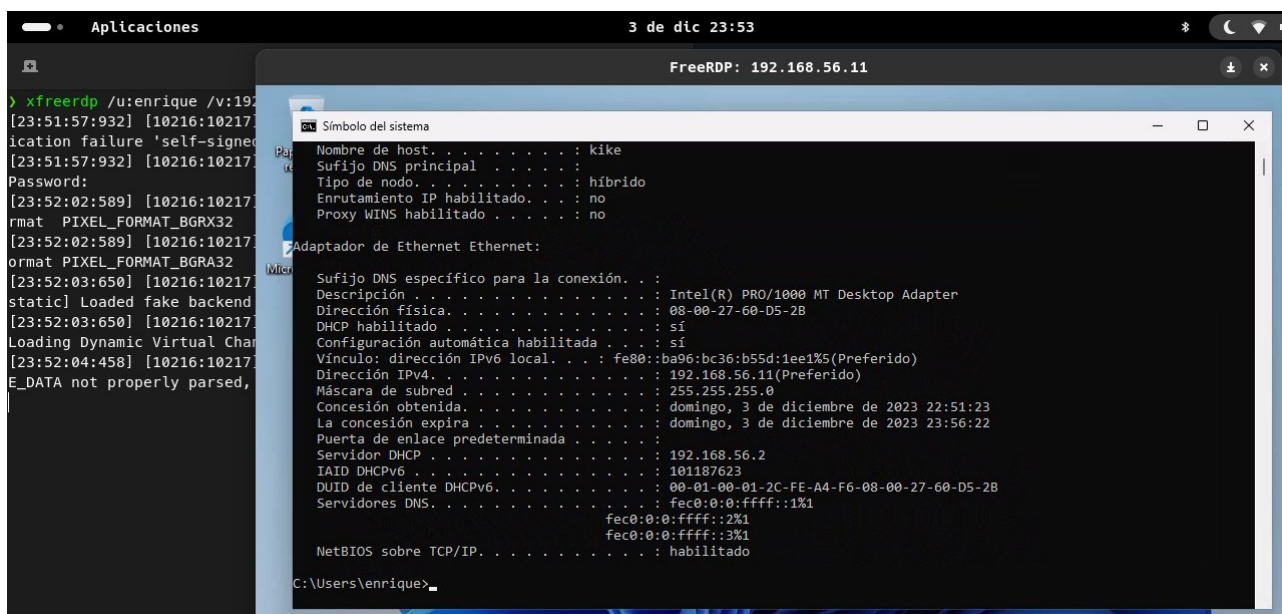 Aplicaciones
3 de dic 23:53
FreeRDP: 192.168.56.11
❯ xfreerdp /u:enrique /v:192
[23:51:57:932] [10216:10217]
ication failure 'self-signed
[23:51:57:932] [10216:10217]
Password:
[23:52:02:589] [10216:10217]
rmat  PIXEL_FORMAT_BGRX32
[23:52:02:589] [10216:10217]
ormat PIXEL_FORMAT_BGRA32
[23:52:03:650] [10216:10217]
static] Loaded fake backend
[23:52:03:650] [10216:10217]
Loading Dynamic Virtual Chan
[23:52:04:458] [10216:10217]
E_DATA not properly parsed,
Símbolo del sistema
Nombre de host. . . . . . . . . : kike
Sufijo DNS principal  . . . . . :
Tipo de nodo. . . . . . . . . . : híbrido
Enrutamiento IP habilitado. . . : no
Proxy WINS habilitado . . . . . : no
Adaptador de Ethernet Ethernet:
Sufijo DNS específico para la conexión. . :
Descripción . . . . . . . . . . . . . . . : Intel(R) PRO/1000 MT Desktop Adapter
Dirección física. . . . . . . . . . . . . : 08-00-27-60-D5-2B
DHCP habilitado . . . . . . . . . . . . . : sí
Configuración automática habilitada . . . : sí
Vínculo: dirección IPv6 local. . . : fe80::ba96:bc36:b55d:1ee1%5(Preferido)
Dirección IPv4. . . . . . . . . . . . . . : 192.168.56.11(Preferido)
Máscara de subred . . . . . . . . . . . . : 255.255.255.0
Concesión obtenida. . . . . . . . . . . . : domingo, 3 de diciembre de 2023 22:51:23
La concesión expira . . . . . . . . . . . : domingo, 3 de diciembre de 2023 23:56:22
Puerta de enlace predeterminada . . . . . :
Servidor DHCP . . . . . . . . . . . . . . : 192.168.56.2
IAID DHCPv6 . . . . . . . . . . . . . . . : 101187623
DUID de cliente DHCPv6. . . . . . . . . . : 00-01-00-01-2C-FE-A4-F6-08-00-27-60-D5-2B
Servidores DNS. . . . . . . . . . . . . . : fec0:0:0:ffff::1%1
fec0:0:0:ffff::2%1
fec0:0:0:ffff::3%1
NetBIOS sobre TCP/IP. . . . . . . . . . . : habilitado
C:\Users\enrique>